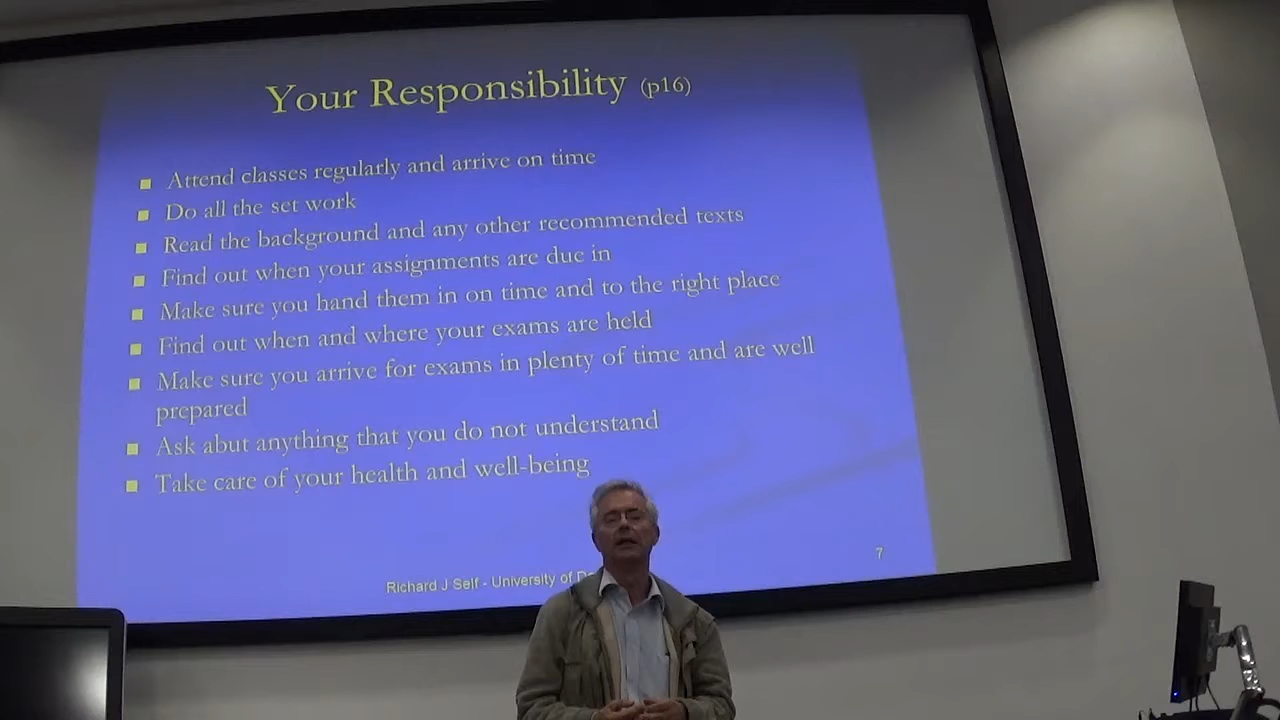 Your Responsibility (p16)
Attend classes regularly and arrive on time
Do all the set work
Read the background and any other recommended texts
Find out when your assignments are due in
Make sure you hand them in on time and to the right place
Find out when and where your exams are held
Make sure you arrive for exams in plenty of time and are well
prepared
Ask abut anything that you do not understand
Take care of your health and well-being
Richard J Self - University of
7